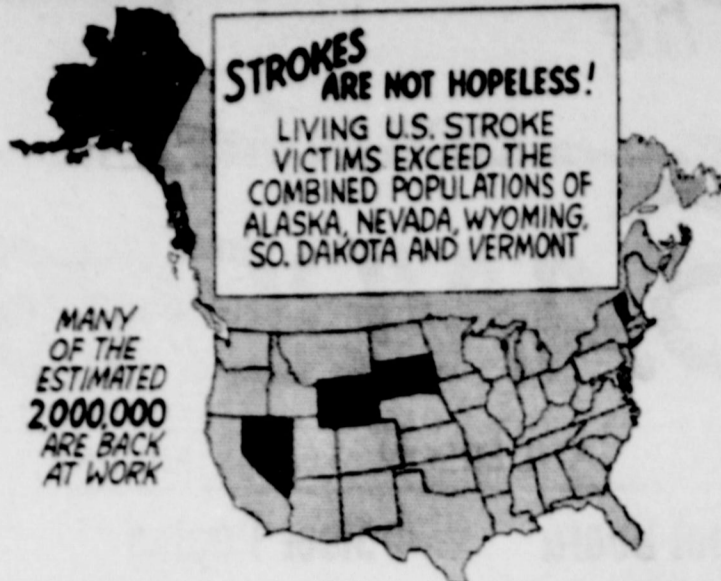 STROKES
ARE NOT HOPELESS!
LIVING U.S. STROKE
VICTIMS EXCEED THE
COMBINED POPULATIONS OF
ALASKA, NEVADA, WYOMING,
SO. DAKOTA AND VERMONT
MANY
OF THE
ESTIMATED
2,000,000
ARE BACK
AT WORK